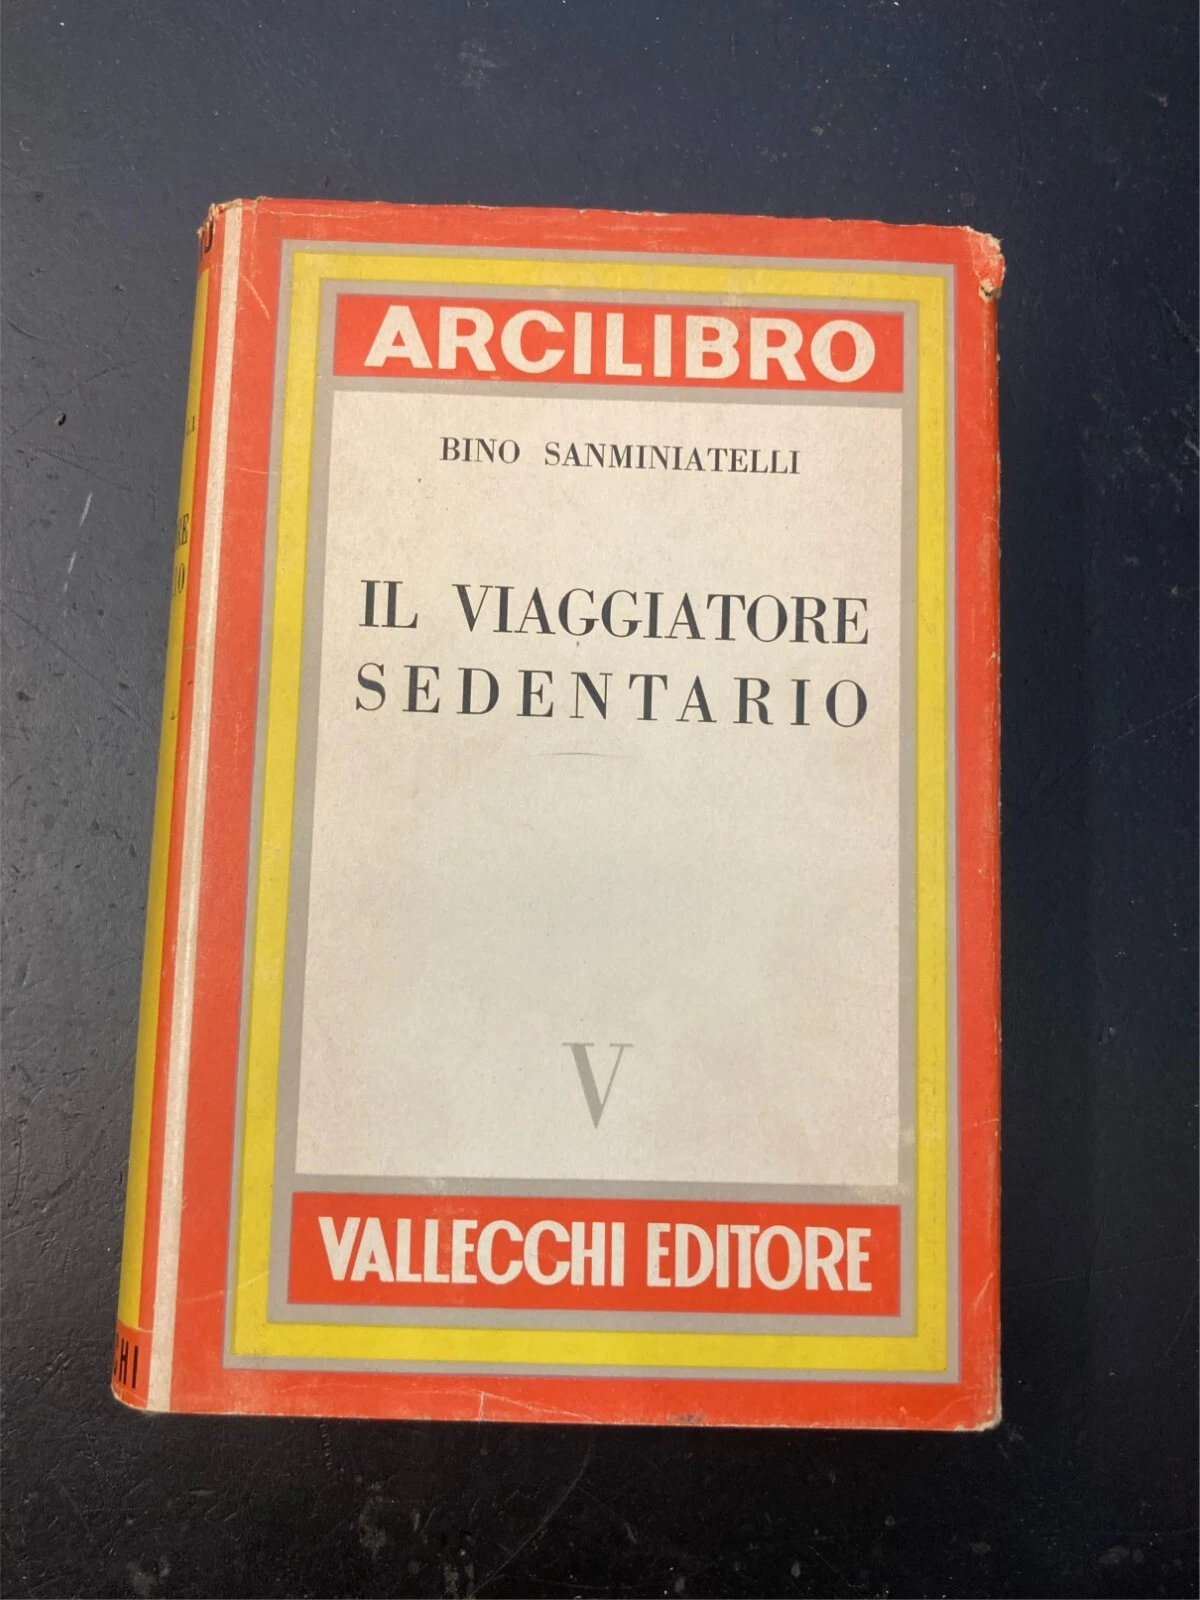 ARCILIBRO
BINO SANMINIATELLI
IL VIAGGIATORE
SEDENTARIO
V
VALLECCHI EDITORE